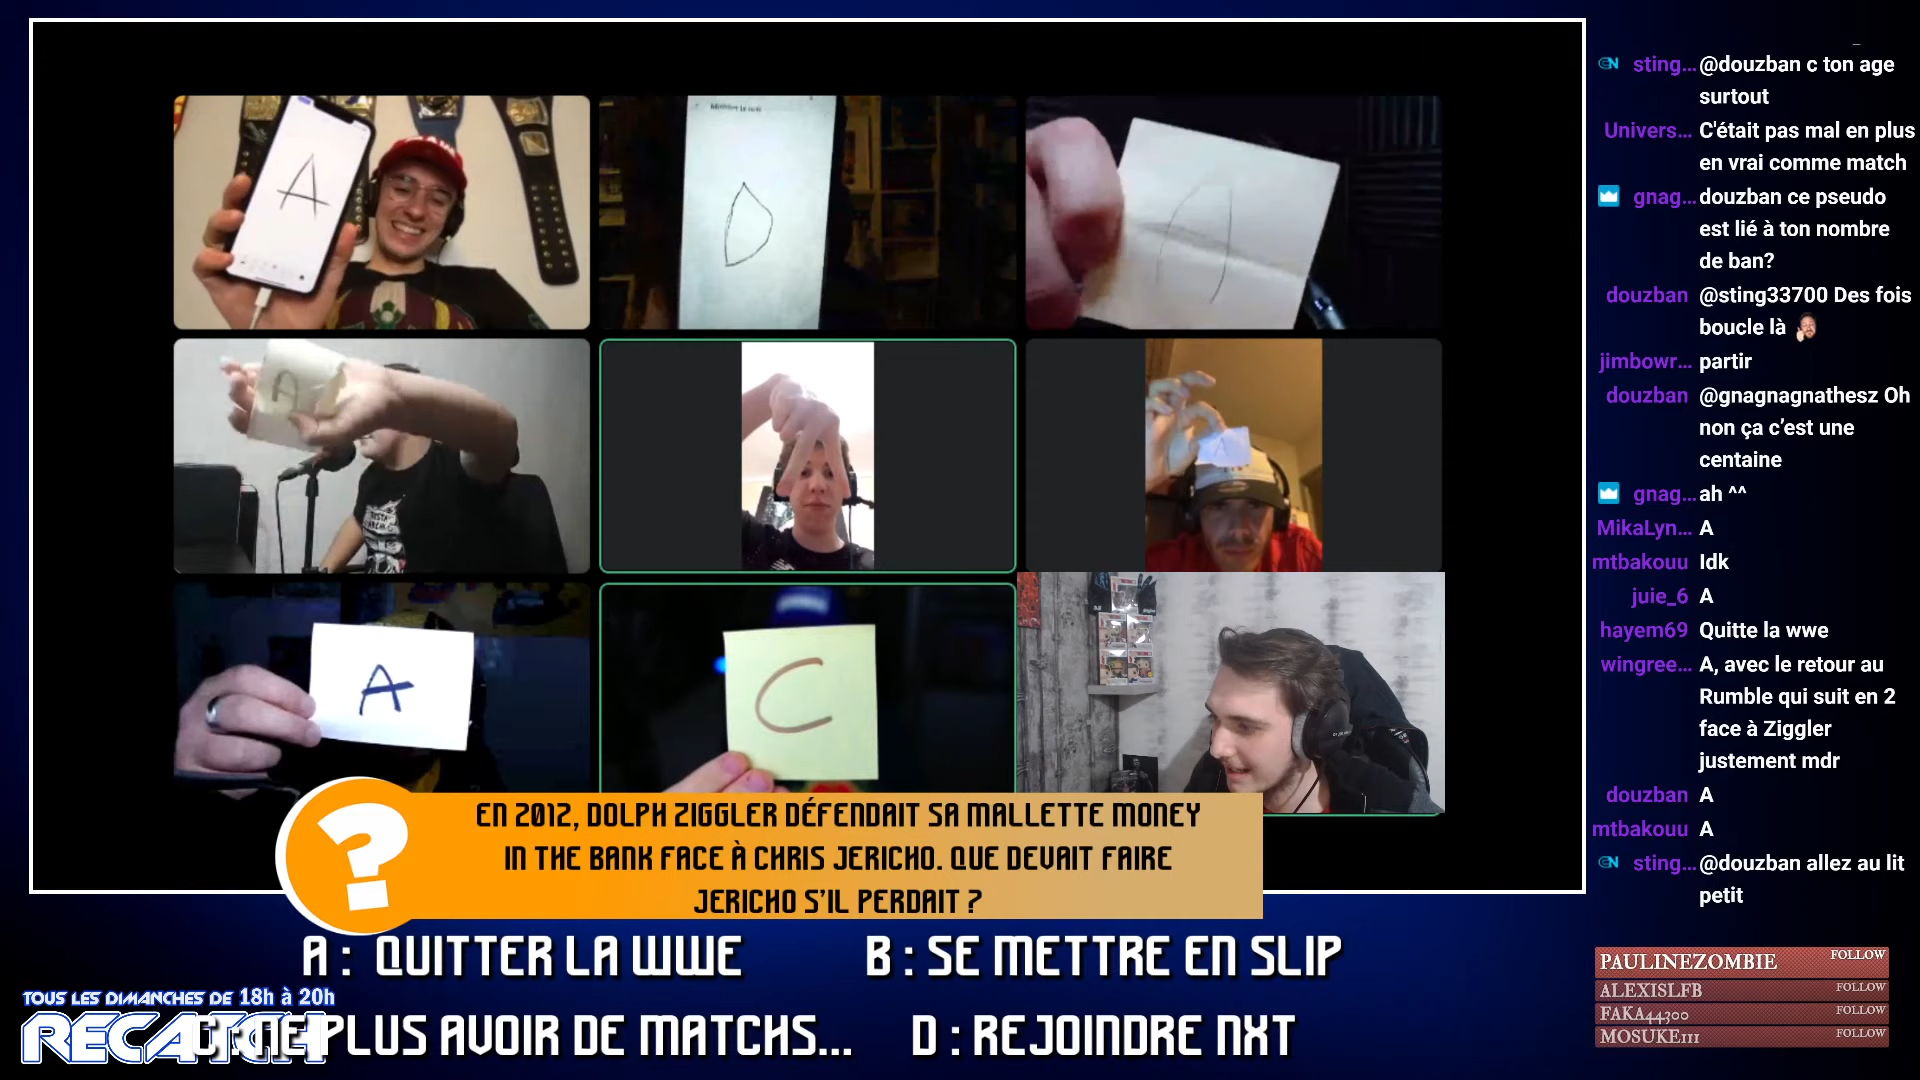 A
D
A
A
A
A
C
EN 2012, DOLPH ZIGGLER DÉFENDAIT SA MALLETTE MONEY
IN THE BANK FACE À CHRIS JERICHO. QUE DEVAIT FAIRE
JERICHO S'IL PERDAIT ?
?
A : QUITTER LA WWE
B : SE METTRE EN SLIP
C : NE PLUS AVOIR DE MATCHS...
D : REJOINDRE NXT
TOUS LES DIMANCHES DE 18h à 20h
RECATCH
sting... @douzban c ton age
surtout
Univers... C'était pas mal en plus
en vrai comme match
gnag... douzban ce pseudo
est lié à ton nombre
de ban?
douzban @sting33700 Des fois
boucle là
jimbowr... partir
douzban @gnagnagnathesz Oh
non ça c'est une
centaine
gnag... ah ^^
MikaLyn... A
mtbakouu Idk
juie_6 A
hayem69 Quitte la wwe
wingree... A, avec le retour au
Rumble qui suit en 2
face à Ziggler
justement mdr
douzban A
mtbakouu A
sting... @douzban allez au lit
petit
PAULINEZOMBIE FOLLOW
ALEXISLFB FOLLOW
FAKA44300 FOLLOW
MOSUKE111 FOLLOW